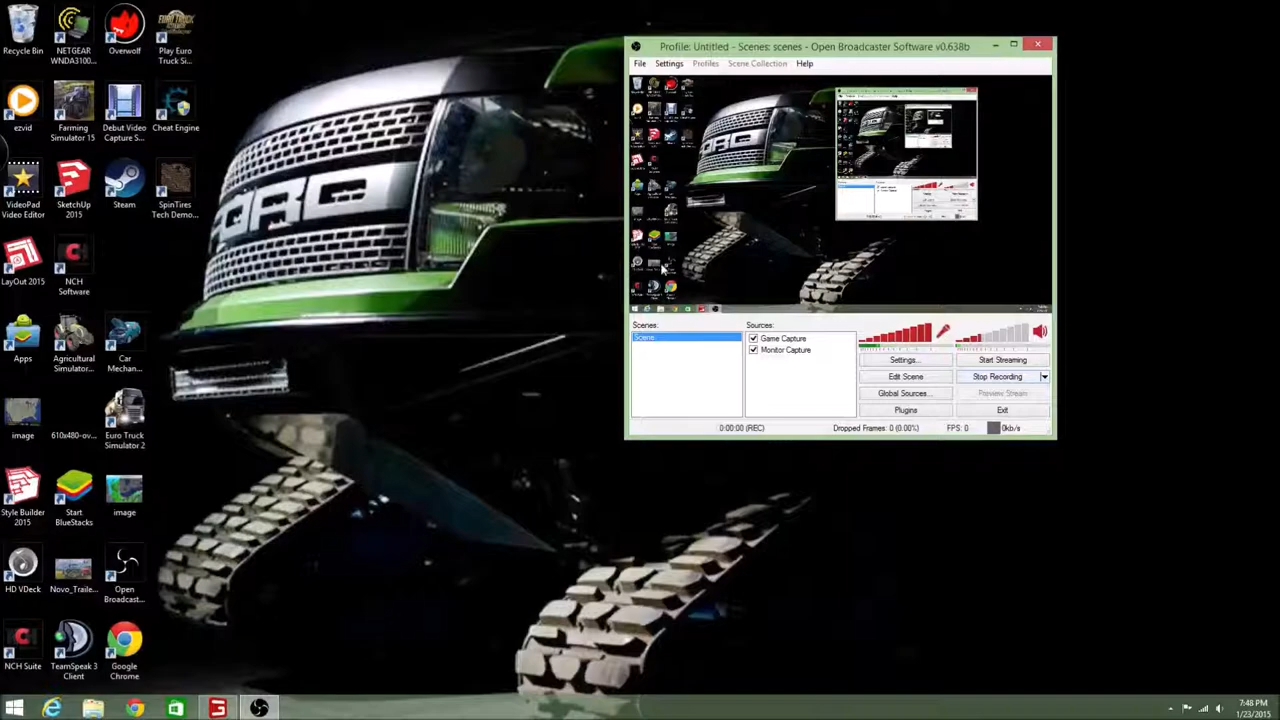 Recycle Bin
NETGEAR
WNDA3100...
Overwolf
Play Euro
Truck Si...
ezvid
Farming
Simulator 15
Debut Video
Capture S...
Cheat Engine
VideoPad
Video Editor
SketchUp
2015
Steam
SpinTires
Tech Demo...
LayOut 2015
NCH
Software
Apps
Agricultural
Simulator...
Car
Mechan...
image
610x480-ov...
Euro Truck
Simulator 2
Style Builder
2015
Start
BlueStacks
image
HD VDeck
Novo_Traile...
Open
Broadcast...
NCH Suite
TeamSpeak 3
Client
Google
Chrome
Profile: Untitled - Scenes: scenes - Open Broadcaster Software v0.638b
File Settings Profiles Scene Collection Help
Scenes:
Scene
Sources:
Game Capture
Monitor Capture
Settings...
Start Streaming
Edit Scene
Stop Recording
Global Sources...
Preview Stream
Plugins
Exit
0:00:00 (REC)
Dropped Frames: 0 (0.00%)
FPS: 0
0kb/s
7:48 PM
1/23/2015